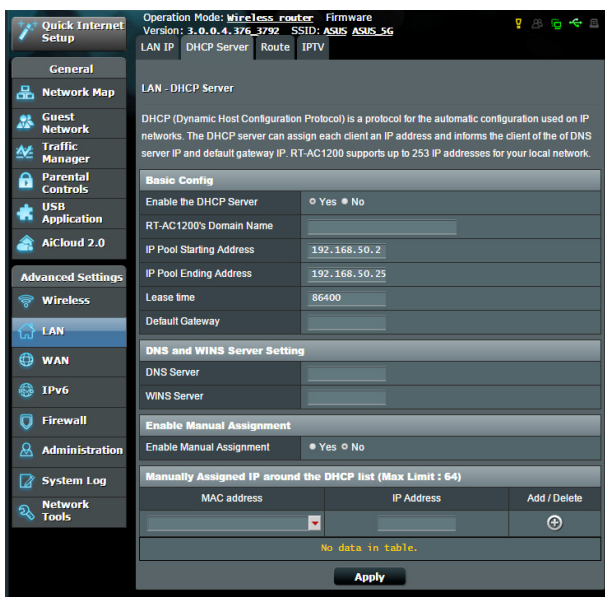 Quick Internet
Setup
General
Network Map
Guest
Network
Traffic
Manager
Parental
Controls
USB
Application
AiCloud 2.0
Advanced Settings
Wireless
LAN
WAN
IPv6
Firewall
Administration
System Log
Network
Tools
Operation Mode: Wireless router Firmware
Version: 3.0.0.4.376_3792 SSID: ASUS ASUS_5G
LAN IP DHCP Server Route IPTV
LAN - DHCP Server
DHCP (Dynamic Host Configuration Protocol) is a protocol for the automatic configuration used on IP
networks. The DHCP server can assign each client an IP address and informs the client of the of DNS
server IP and default gateway IP. RT-AC1200 supports up to 253 IP addresses for your local network.
Basic Config
Enable the DHCP Server Yes No
RT-AC1200's Domain Name
IP Pool Starting Address 192.168.50.2
IP Pool Ending Address 192.168.50.25
Lease time 86400
Default Gateway
DNS and WINS Server Setting
DNS Server
WINS Server
Enable Manual Assignment
Enable Manual Assignment Yes No
Manually Assigned IP around the DHCP list (Max Limit : 64)
MAC address IP Address Add / Delete
No data in table.
Apply